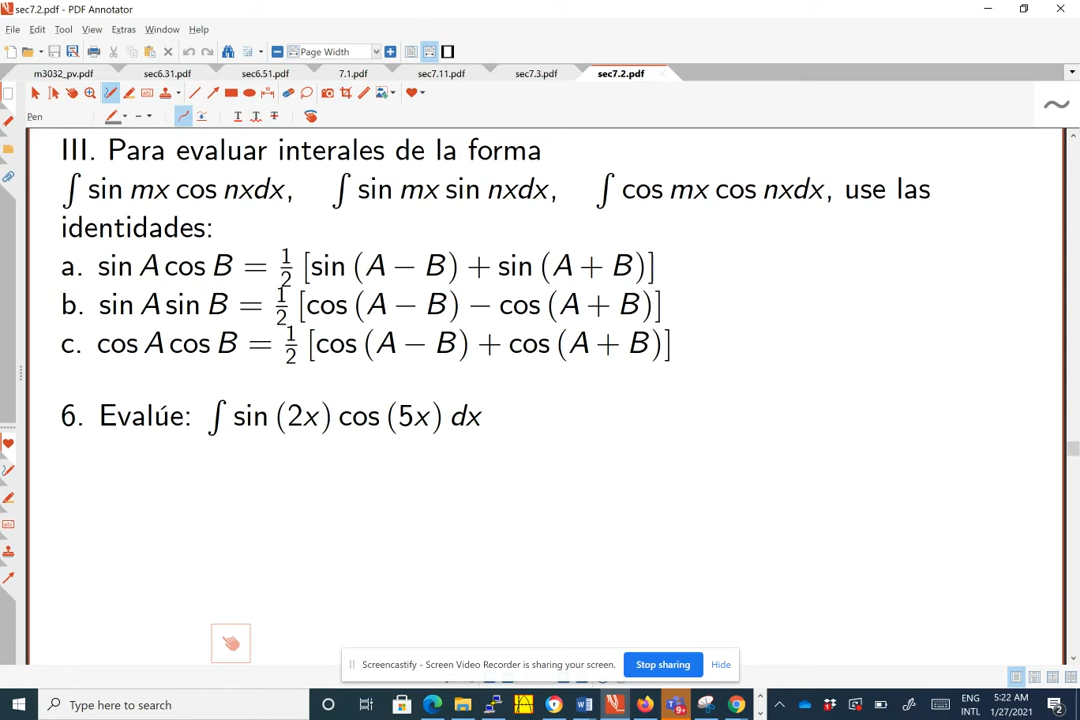 sec7.2.pdf - PDF Annotator
File Edit Tool View Extras Window Help
Page Width
m3032_pv.pdf sec6.31.pdf sec6.51.pdf 7.1.pdf sec7.11.pdf sec7.3.pdf sec7.2.pdf
Pen
III. Para evaluar interales de la forma
∫ sin mx cos nxdx, ∫ sin mx sin nxdx, ∫ cos mx cos nxdx, use las
identidades:
a. sin A cos B = 1/2 [sin (A − B) + sin (A + B)]
b. sin A sin B = 1/2 [cos (A − B) − cos (A + B)]
c. cos A cos B = 1/2 [cos (A − B) + cos (A + B)]
6. Evalúe: ∫ sin (2x) cos (5x) dx
Screencastify - Screen Video Recorder is sharing your screen. Stop sharing Hide
Type here to search
ENG
INTL
5:22 AM
1/27/2021